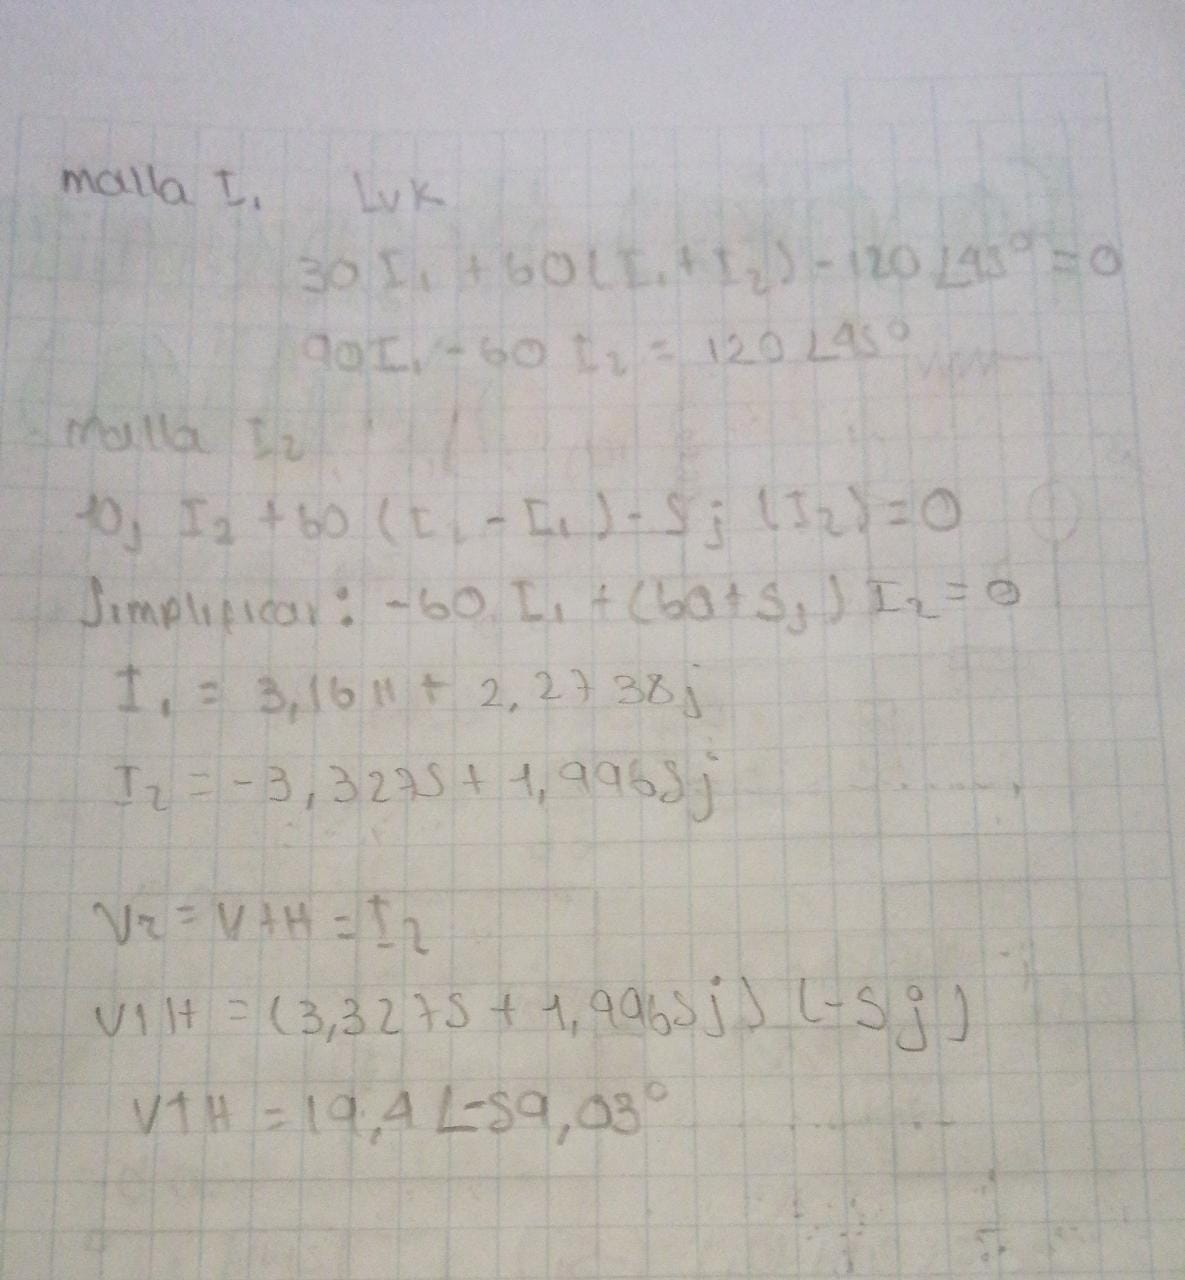 malla I₁ LVK
30 I₁ + 60 (I₁ + I₂) - 120 ∠45° = 0
90 I₁ - 60 I₂ = 120 ∠45°
Malla I₂
10j I₂ + 60 (I₂ - I₁) - 5j (I₂) = 0
Simplificar: -60 I₁ + (60 + 5j) I₂ = 0
I₁ = 3,1611 + 2,2738j
I₂ = -3,3275 + 1,9965j
V₂ = VTH = I₂
VTH = (3,3275 + 1,9965j) (-5j)
VTH = 19,4 ∠-59,03°